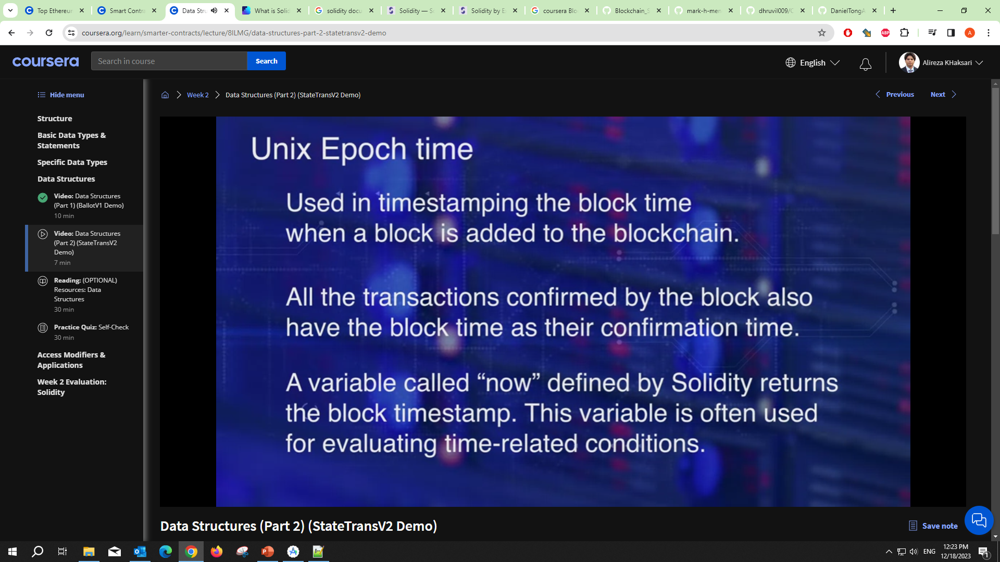 Top Ethereum
Smart Contra
Data Stru
What is Solid
solidity docu
Solidity — So
Solidity by Ex
coursera Blo
Blockchain_S
mark-h-men
dhruvil009/C
DanielTongA
coursera.org/learn/smarter-contracts/lecture/8ILMG/data-structures-part-2-statetransv2-demo
ABP
A
coursera
Search in course
Search
English
Alireza KHaksari
Hide menu
Week 2
Data Structures (Part 2) (StateTransV2 Demo)
Previous
Next
Structure
Basic Data Types &
Statements
Specific Data Types
Data Structures
Video: Data Structures
(Part 1) (BallotV1 Demo)
10 min
Video: Data Structures
(Part 2) (StateTransV2
Demo)
7 min
Reading: (OPTIONAL)
Resources: Data
Structures
30 min
Practice Quiz: Self-Check
30 min
Access Modifiers &
Applications
Week 2 Evaluation:
Solidity
Unix Epoch time
Used in timestamping the block time
when a block is added to the blockchain.
All the transactions confirmed by the block also
have the block time as their confirmation time.
A variable called “now” defined by Solidity returns
the block timestamp. This variable is often used
for evaluating time-related conditions.
Data Structures (Part 2) (StateTransV2 Demo)
Save note
ENG
12:23 PM
12/18/2023
1